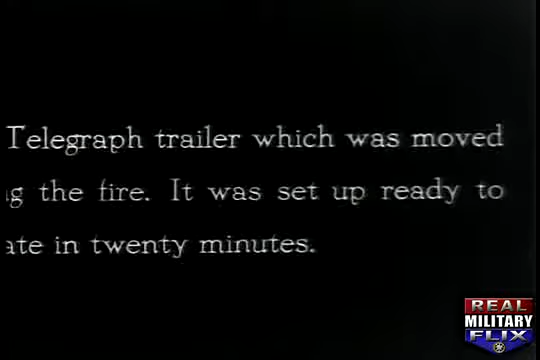 Telegraph trailer which was moved
g the fire. It was set up ready to
ate in twenty minutes.
REAL
MILITARY
FLIX